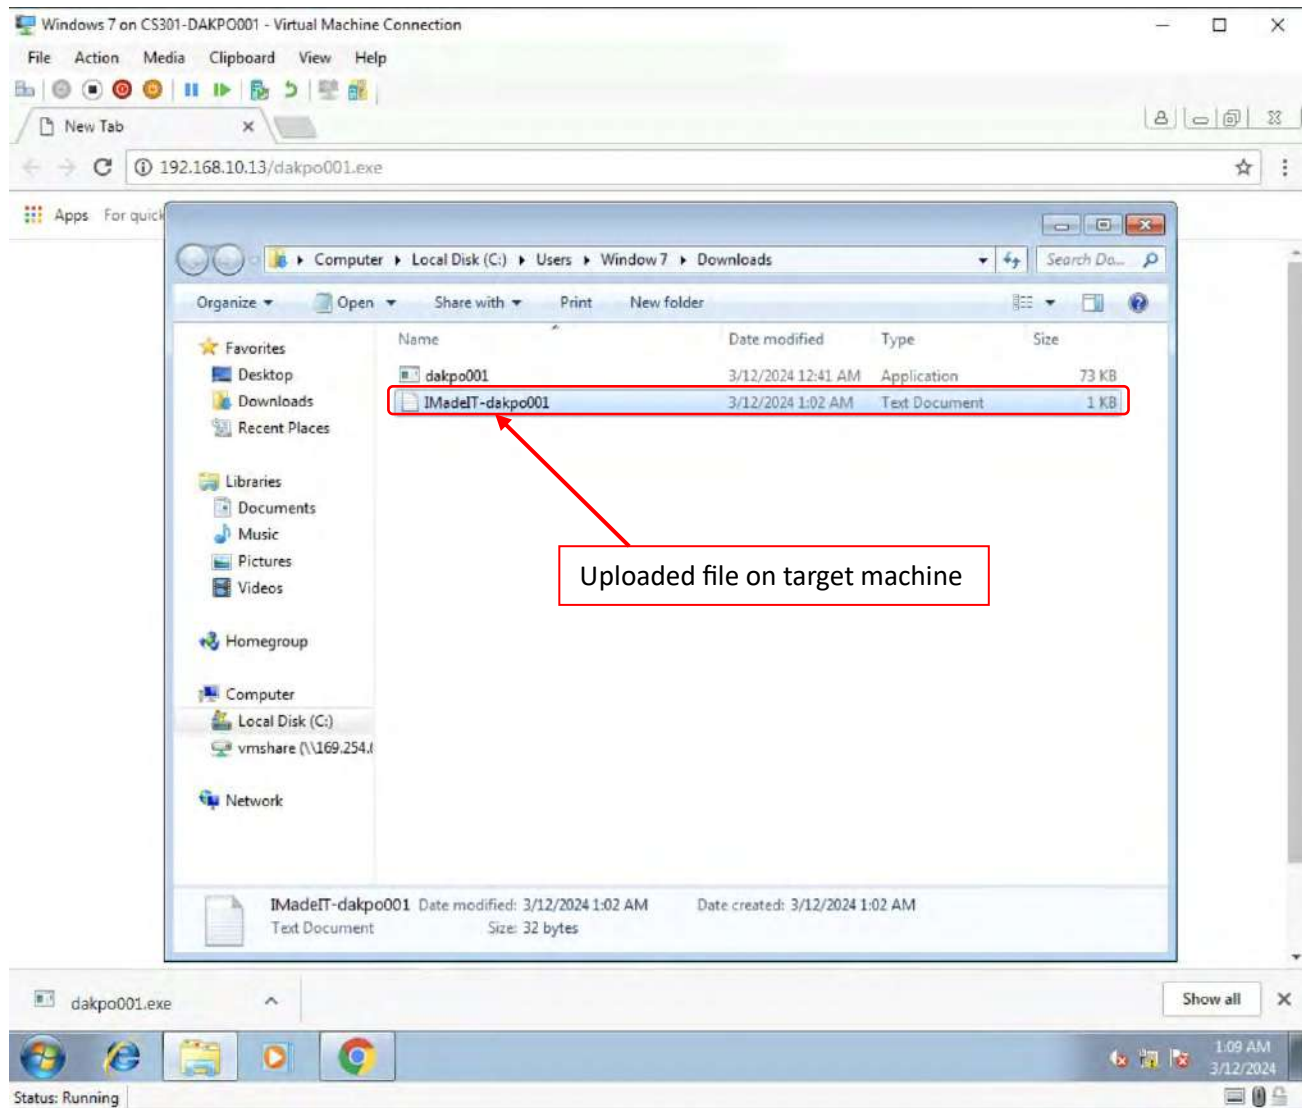 Windows 7 on CS301-DAKPO001 - Virtual Machine Connection
File Action Media Clipboard View Help
New Tab
192.168.10.13/dakpo001.exe
Apps For quick
Computer Local Disk (C:) Users Window 7 Downloads Search Do...
Organize Open Share with Print New folder
Name Date modified Type Size
Favorites
Desktop dakpo001 3/12/2024 12:41 AM Application 73 KB
Downloads IMadeIT-dakpo001 3/12/2024 1:02 AM Text Document 1 KB
Recent Places
Libraries
Documents
Music
Pictures
Videos
Uploaded file on target machine
Homegroup
Computer
Local Disk (C:)
vmshare (\\169.254.
Network
IMadeIT-dakpo001 Date modified: 3/12/2024 1:02 AM Date created: 3/12/2024 1:02 AM
Text Document Size: 32 bytes
dakpo001.exe Show all
1:09 AM
3/12/2024
Status: Running